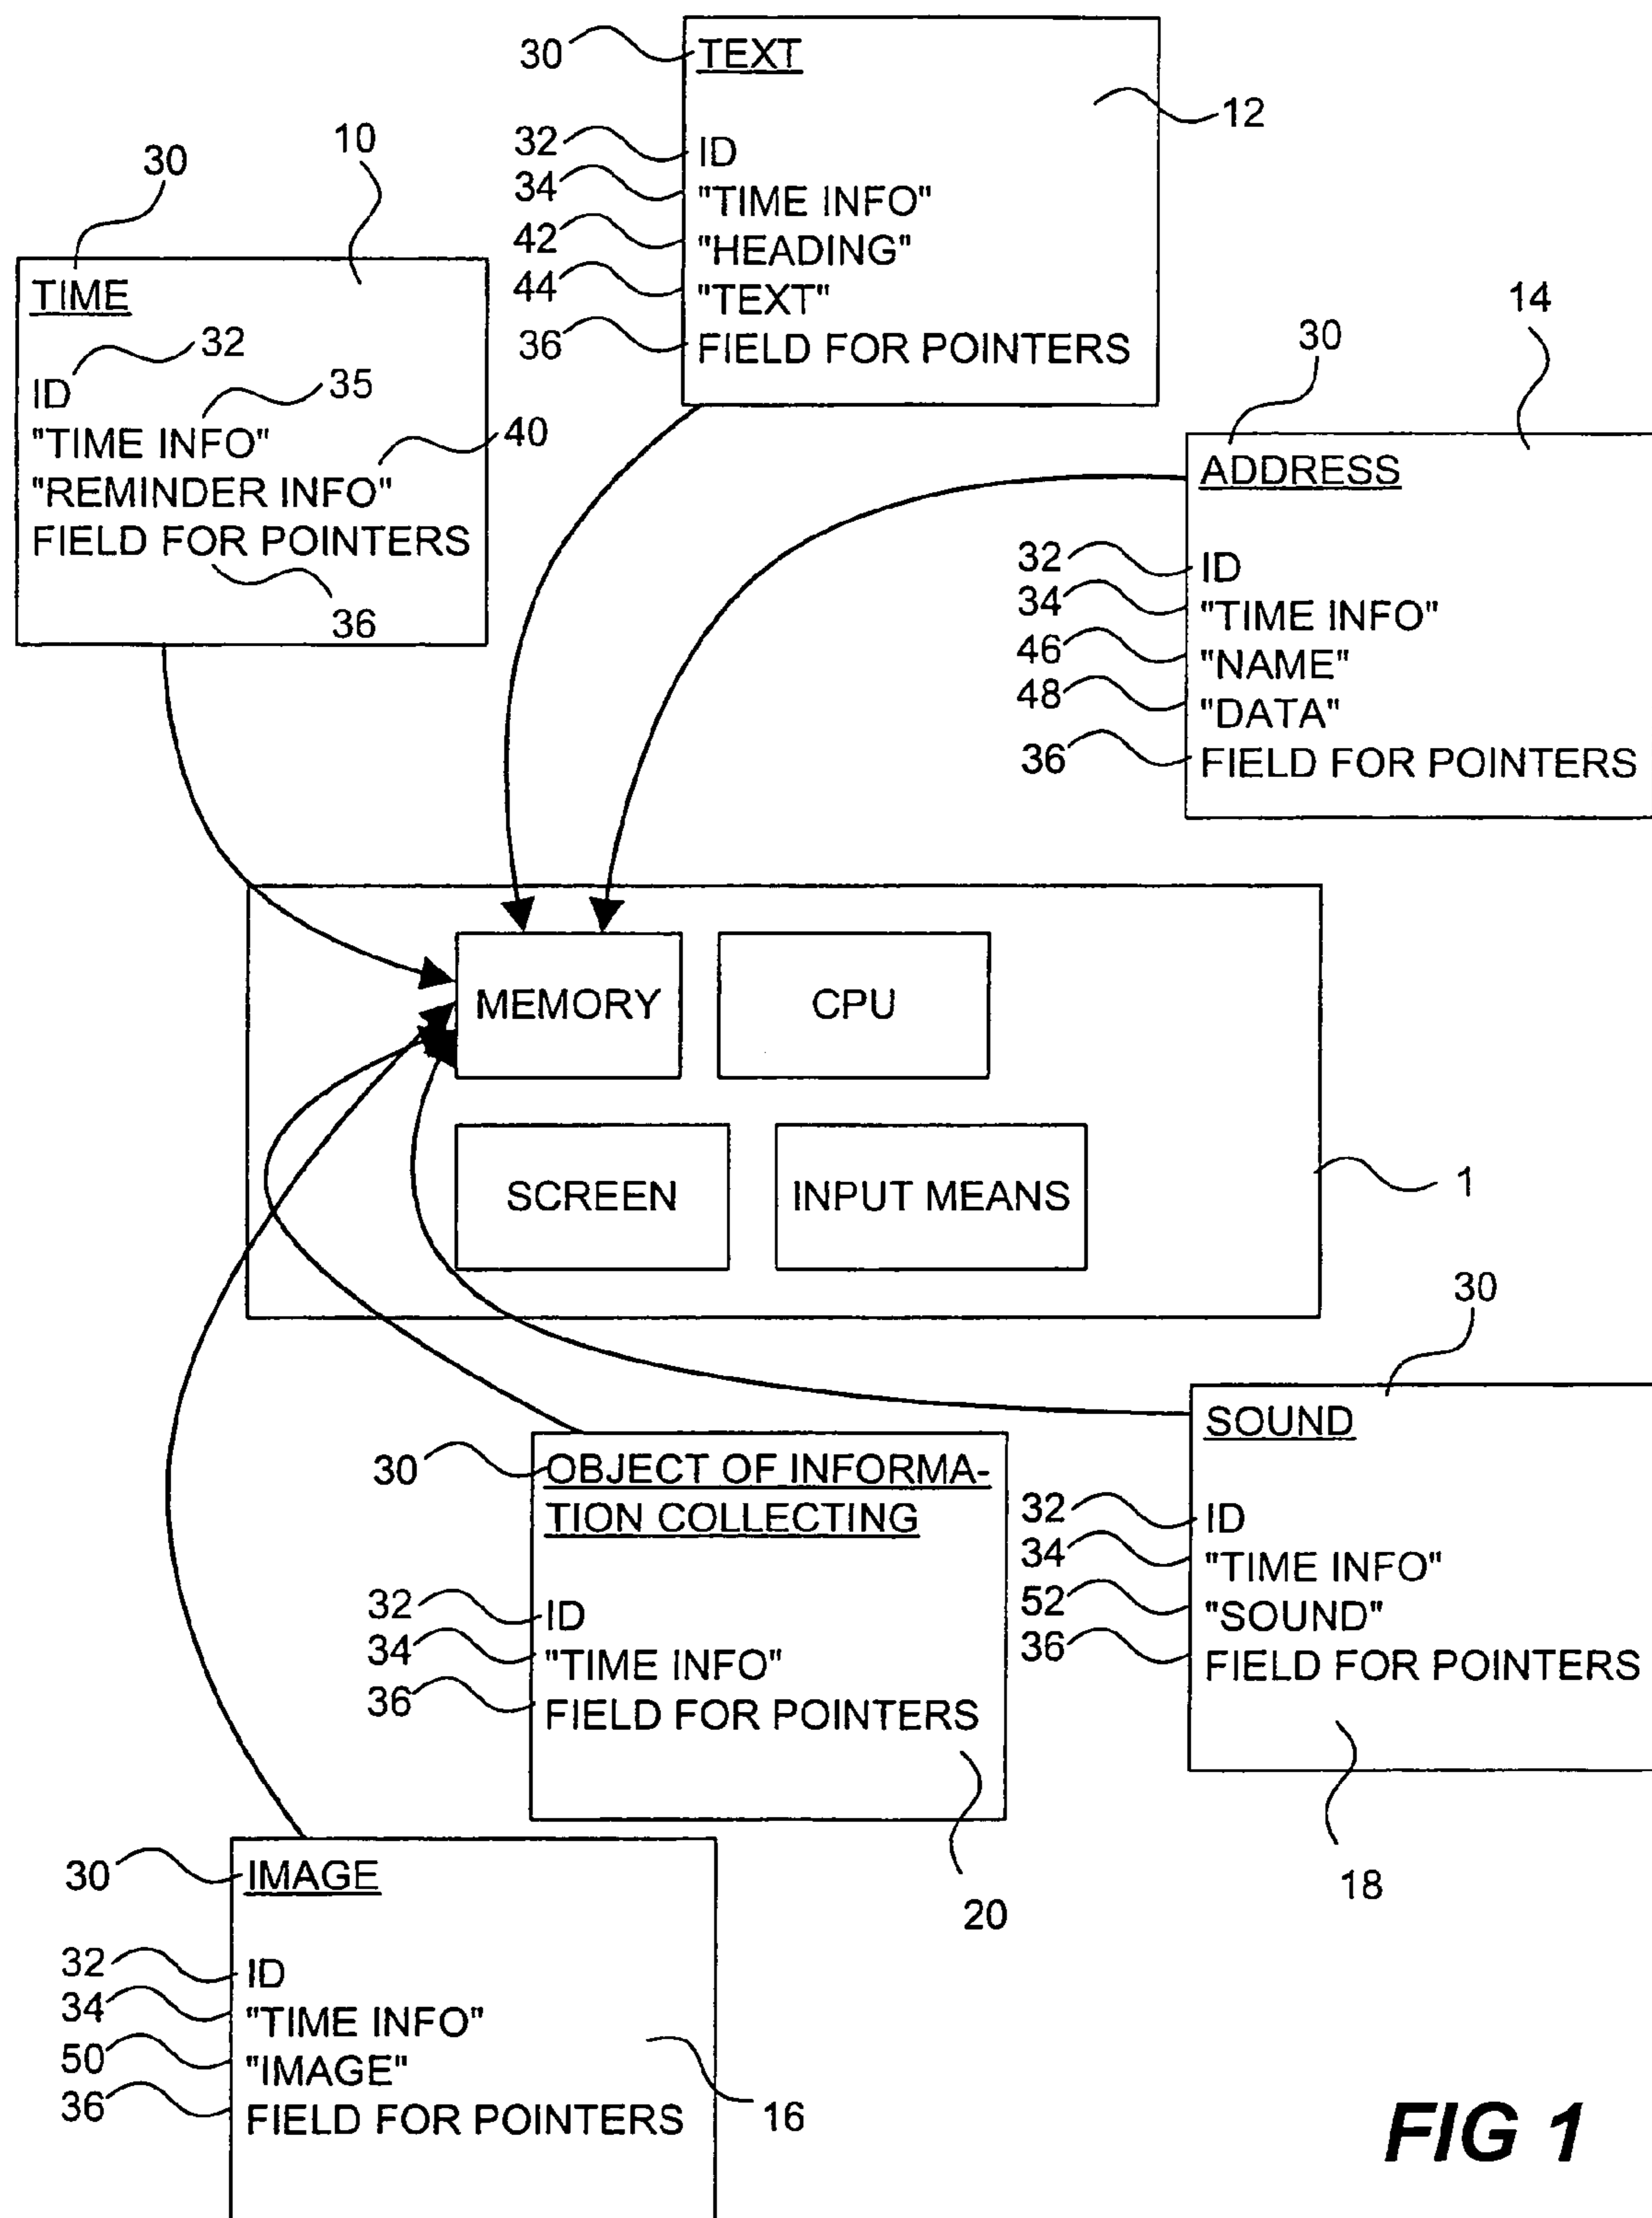 30 TEXT
12
32 ID
34 "TIME INFO"
42 "HEADING"
44 "TEXT"
36 FIELD FOR POINTERS
30 10
TIME
32
ID
35
"TIME INFO"
40
"REMINDER INFO"
FIELD FOR POINTERS
36
30 14
ADDRESS
32 ID
34 "TIME INFO"
46 "NAME"
48 "DATA"
36 FIELD FOR POINTERS
MEMORY CPU
SCREEN INPUT MEANS
1
30
SOUND
32 ID
34 "TIME INFO"
52 "SOUND"
36 FIELD FOR POINTERS
18
30 OBJECT OF INFORMA-
TION COLLECTING
32 ID
34 "TIME INFO"
36 FIELD FOR POINTERS
20
30 IMAGE
32 ID
34 "TIME INFO"
50 "IMAGE"
36 FIELD FOR POINTERS
16
FIG 1